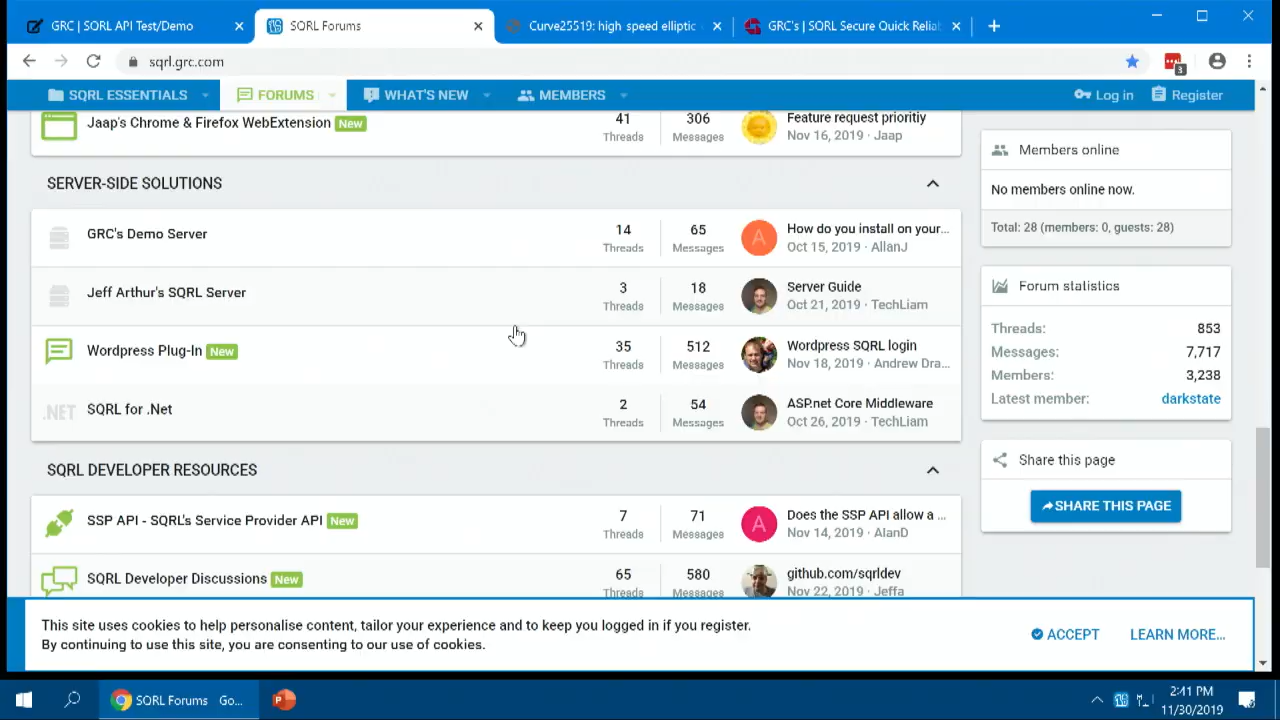 GRC | SQRL API Test/Demo
SQRL Forums
Curve25519: high speed elliptic
GRC's | SQRL Secure Quick Reliab
sqrl.grc.com
3
SQRL ESSENTIALS
FORUMS
WHAT'S NEW
MEMBERS
Log in
Register
Jaap's Chrome & Firefox WebExtension New
41
Threads
306
Messages
Feature request prioritiy
Nov 16, 2019 · Jaap
SERVER-SIDE SOLUTIONS
GRC's Demo Server
14
Threads
65
Messages
A
How do you install on your...
Oct 15, 2019 · AllanJ
Jeff Arthur's SQRL Server
3
Threads
18
Messages
Server Guide
Oct 21, 2019 · TechLiam
Wordpress Plug-In New
35
Threads
512
Messages
Wordpress SQRL login
Nov 18, 2019 · Andrew Dra...
.NET
SQRL for .Net
2
Threads
54
Messages
ASP.net Core Middleware
Oct 26, 2019 · TechLiam
SQRL DEVELOPER RESOURCES
SSP API - SQRL's Service Provider API New
7
Threads
71
Messages
A
Does the SSP API allow a ...
Nov 14, 2019 · AlanD
SQRL Developer Discussions New
65
Threads
580
Messages
github.com/sqrldev
Nov 22, 2019 · Jeffa
Members online
No members online now.
Total: 28 (members: 0, guests: 28)
Forum statistics
Threads: 853
Messages: 7,717
Members: 3,238
Latest member: darkstate
Share this page
SHARE THIS PAGE
This site uses cookies to help personalise content, tailor your experience and to keep you logged in if you register.
By continuing to use this site, you are consenting to our use of cookies.
ACCEPT
LEARN MORE...
SQRL Forums Go...
2:41 PM
11/30/2019